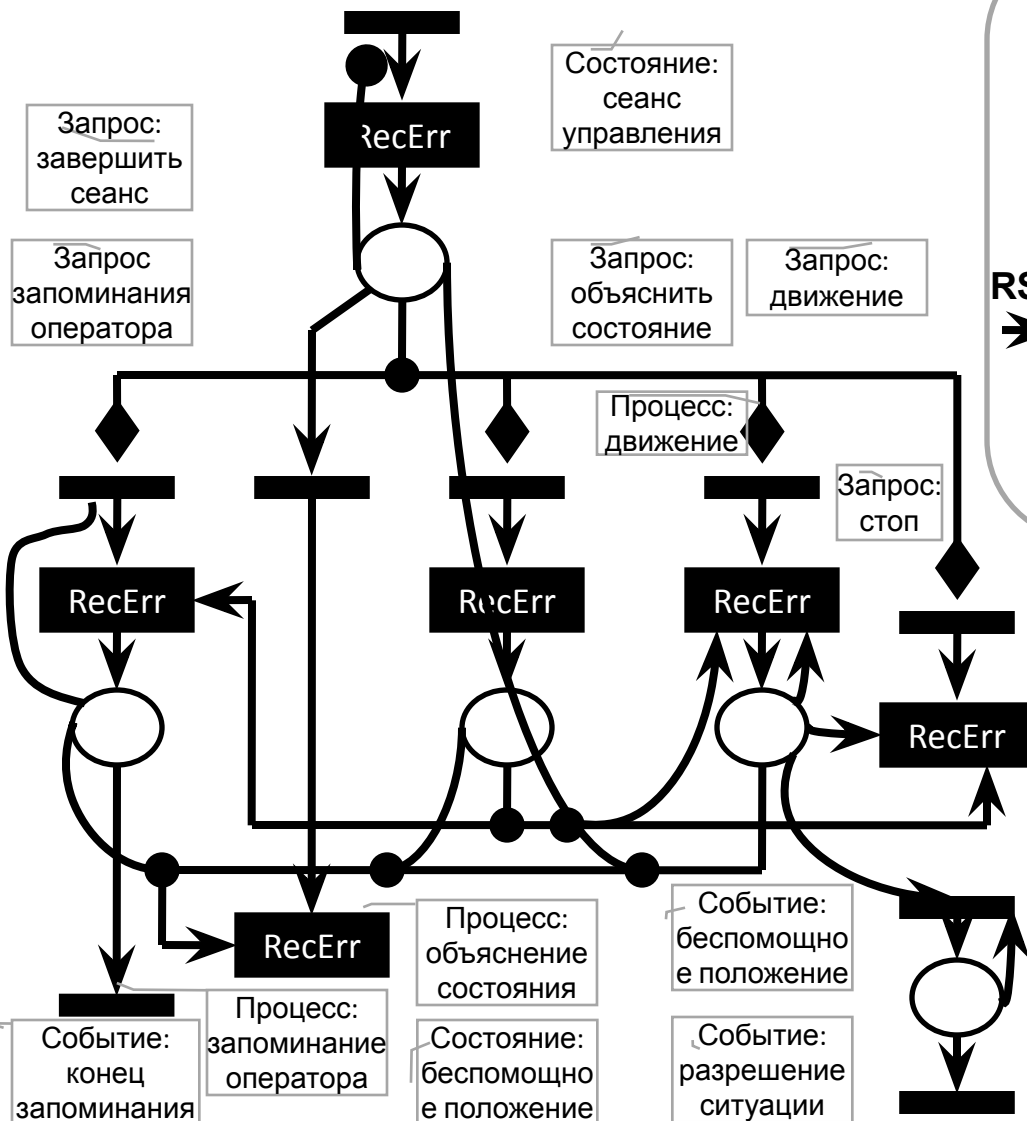 Состояние:
сеанс
управления
RecErr
Запрос:
завершить
сеанс
Запрос
запоминания
оператора
Запрос:
объяснить
состояние
Запрос:
движение
RS
Процесс:
движение
Запрос:
стоп
RecErr
RecErr
RecErr
RecErr
RecErr
Процесс:
объяснение
состояния
Событие:
беспомощно
е положение
Процесс:
запоминание
оператора
Событие:
конец
запоминания
Состояние:
беспомощно
е положение
Событие:
разрешение
ситуации